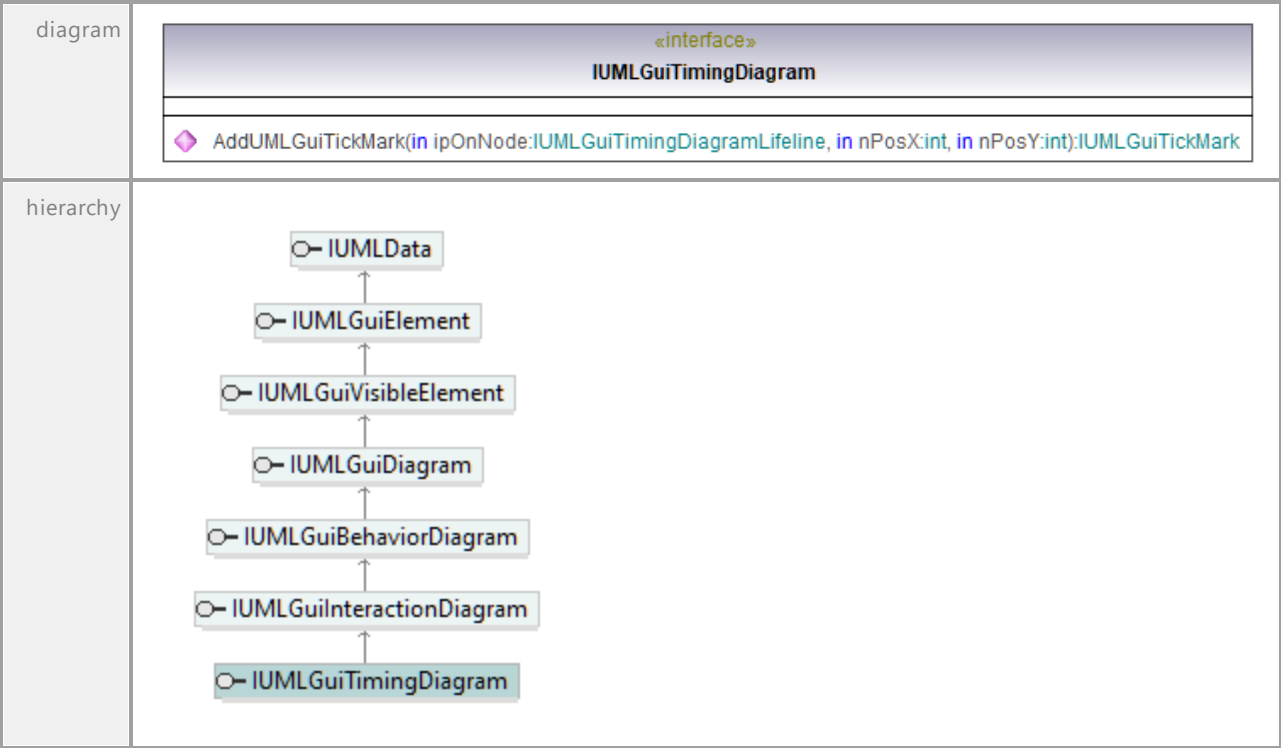 diagram
«interface»
IUMLGuiTimingDiagram
AddUMLGuiTickMark(in ipOnNode:IUMLGuiTimingDiagramLifeline, in nPosX:int, in nPosY:int):IUMLGuiTickMark
hierarchy
IUMLData
IUMLGuiElement
IUMLGuiVisibleElement
IUMLGuiDiagram
IUMLGuiBehaviorDiagram
IUMLGuiInteractionDiagram
IUMLGuiTimingDiagram